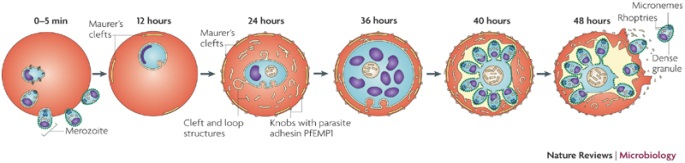 0–5 min
12 hours
24 hours
36 hours
40 hours
48 hours
Micronemes
Rhoptries
Maurer's
clefts
Maurer's
clefts
Dense
granule
Merozoite
Cleft and loop
structures
Knobs with parasite
adhesin PfEMP1
Nature Reviews | Microbiology